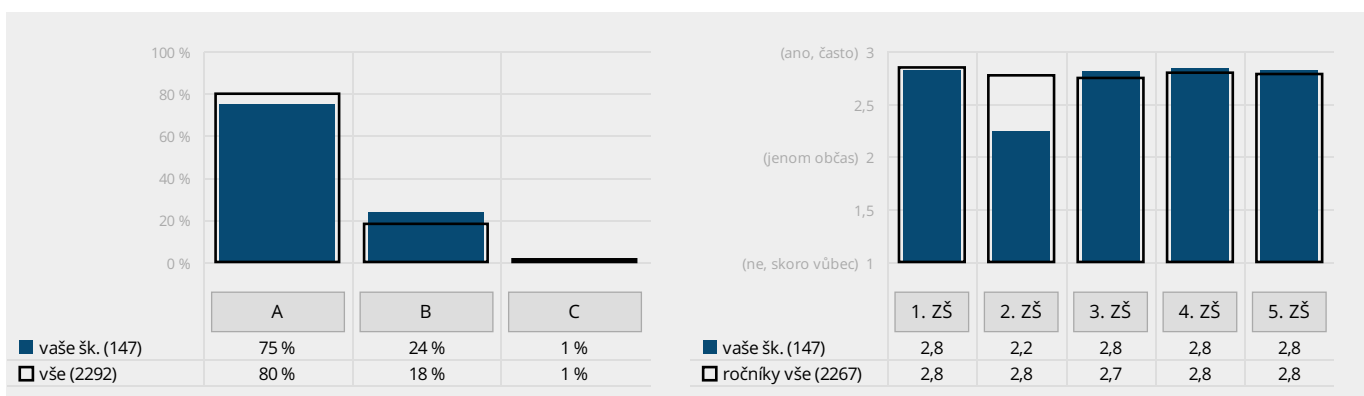 100 %
80 %
60 %
40 %
20 %
0 %
A B C
vaše šk. (147) 75 % 24 % 1 %
vše (2292) 80 % 18 % 1 %
(ano, často) 3
2,5
(jenom občas) 2
1,5
(ne, skoro vůbec) 1
1. ZŠ 2. ZŠ 3. ZŠ 4. ZŠ 5. ZŠ
vaše šk. (147) 2,8 2,2 2,8 2,8 2,8
ročníky vše (2267) 2,8 2,8 2,7 2,8 2,8